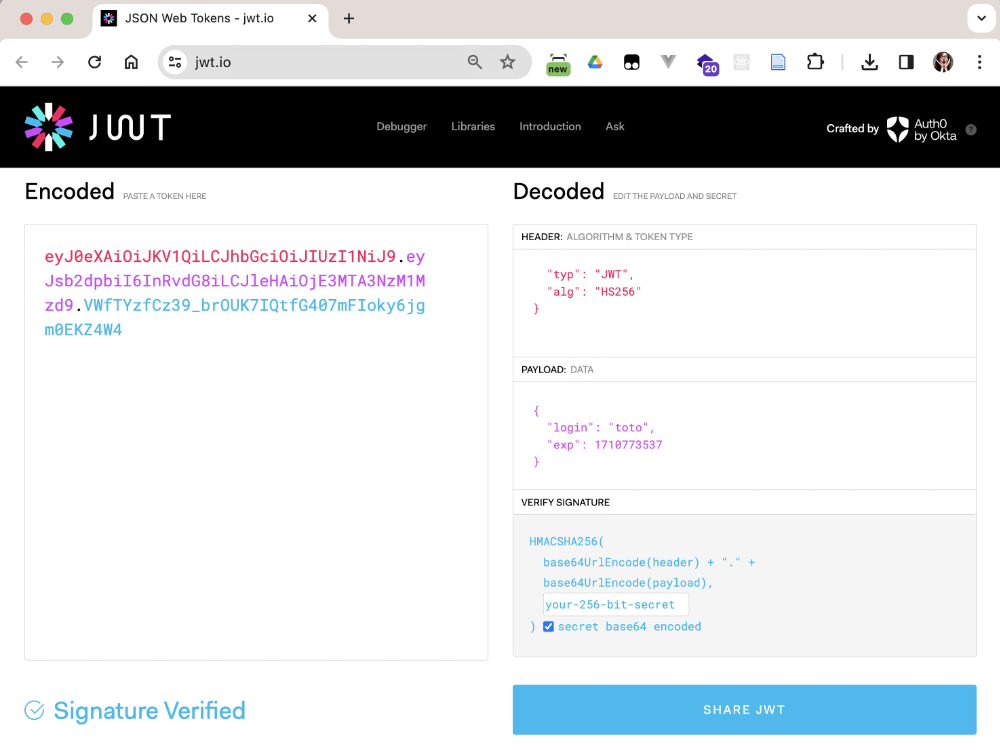 JSON Web Tokens - jwt.io
jwt.io
new
20
JWT
Debugger
Libraries
Introduction
Ask
Crafted by
Auth0
by Okta
?
Encoded PASTE A TOKEN HERE
Decoded EDIT THE PAYLOAD AND SECRET
eyJ0eXAiOiJKV1QiLCJhbGciOiJIUzI1NiJ9.ey
Jsb2dpbiI6InRvdG8iLCJleHAiOjE3MTA3NzM1M
zd9.VWfTYzfCz39_brOUK7IQtfG407mFIoky6jg
m0EKZ4W4
HEADER: ALGORITHM & TOKEN TYPE
"typ": "JWT",
"alg": "HS256"
}
PAYLOAD: DATA
{
"login": "toto",
"exp": 1710773537
}
VERIFY SIGNATURE
HMACSHA256(
base64UrlEncode(header) + "." +
base64UrlEncode(payload),
your-256-bit-secret
) secret base64 encoded
Signature Verified
SHARE JWT